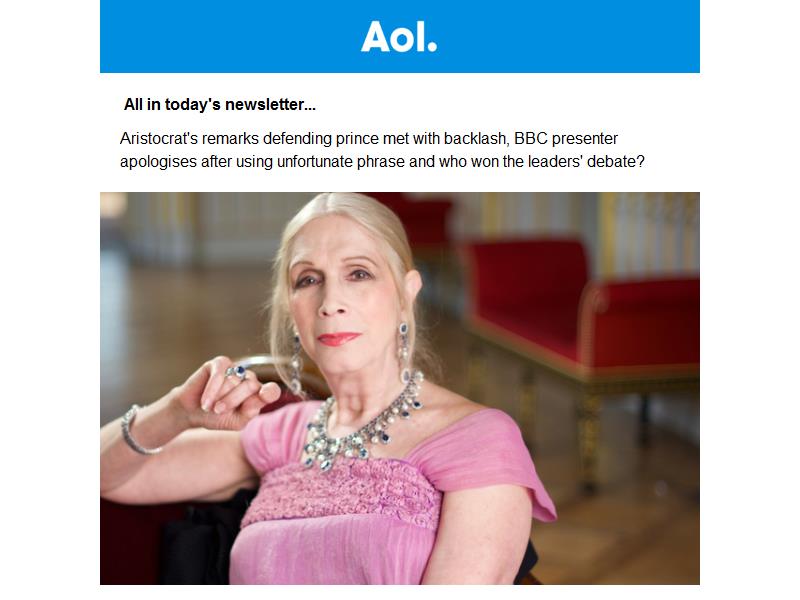 Aol.
All in today's newsletter...
Aristocrat's remarks defending prince met with backlash, BBC presenter
apologises after using unfortunate phrase and who won the leaders' debate?